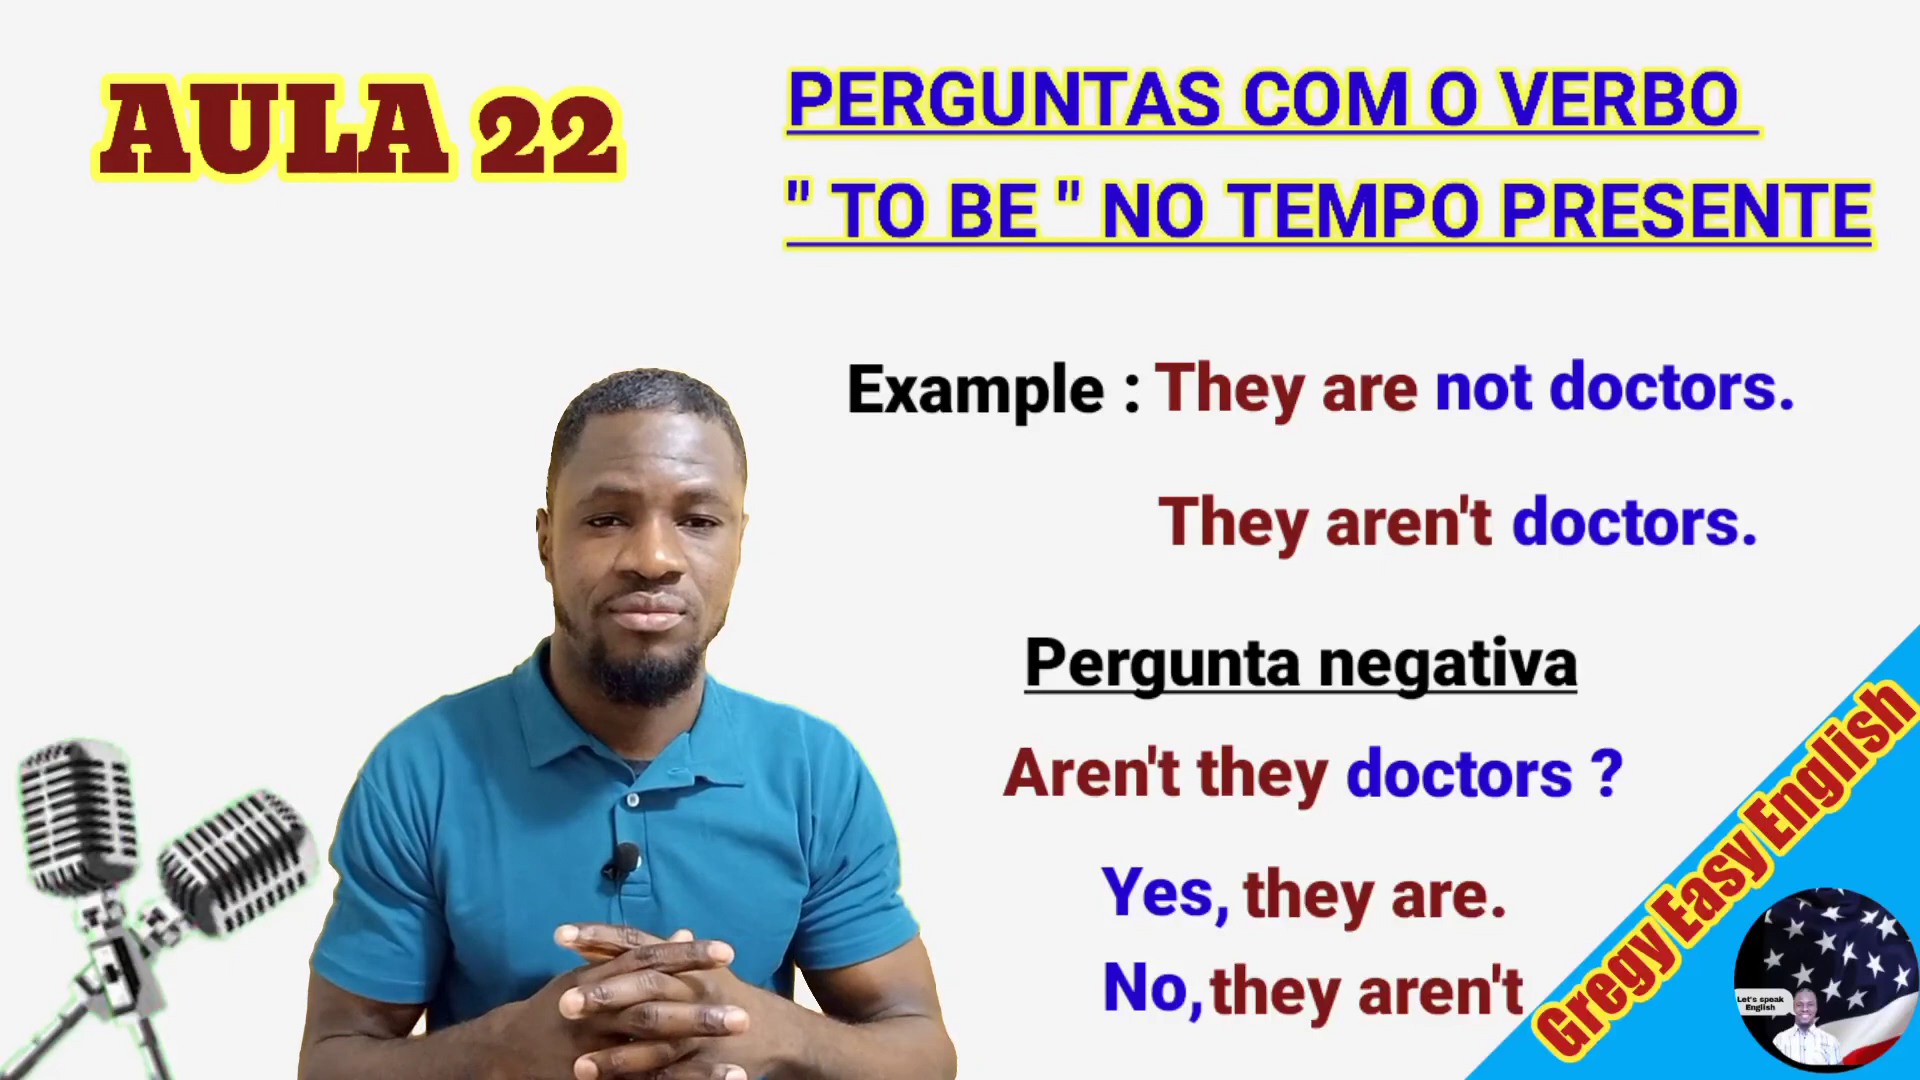 AULA 22
PERGUNTAS COM O VERBO
" TO BE " NO TEMPO PRESENTE
Example : They are not doctors.
They aren't doctors.
Pergunta negativa
Aren't they doctors ?
Yes, they are.
No, they aren't
Gregy Easy English
Let's speak
English